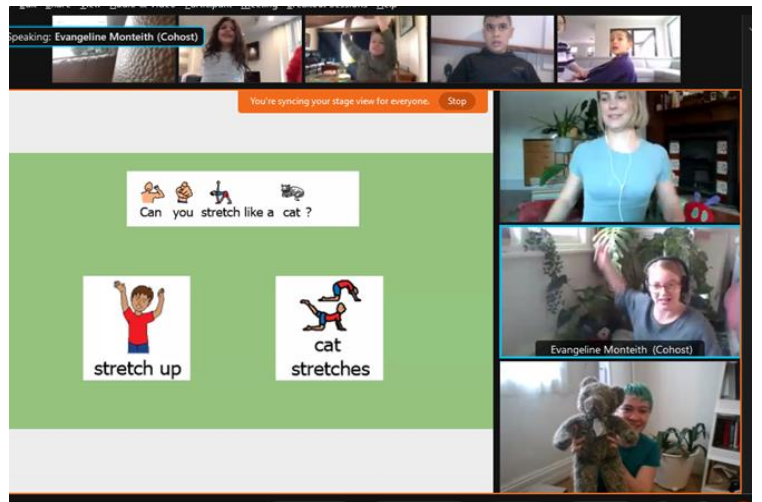 Speaking: Evangeline Monteith (Cohost)
You're syncing your stage view for everyone. Stop
Can you stretch like a cat ?
stretch up
cat
stretches
Evangeline Monteith (Cohost)